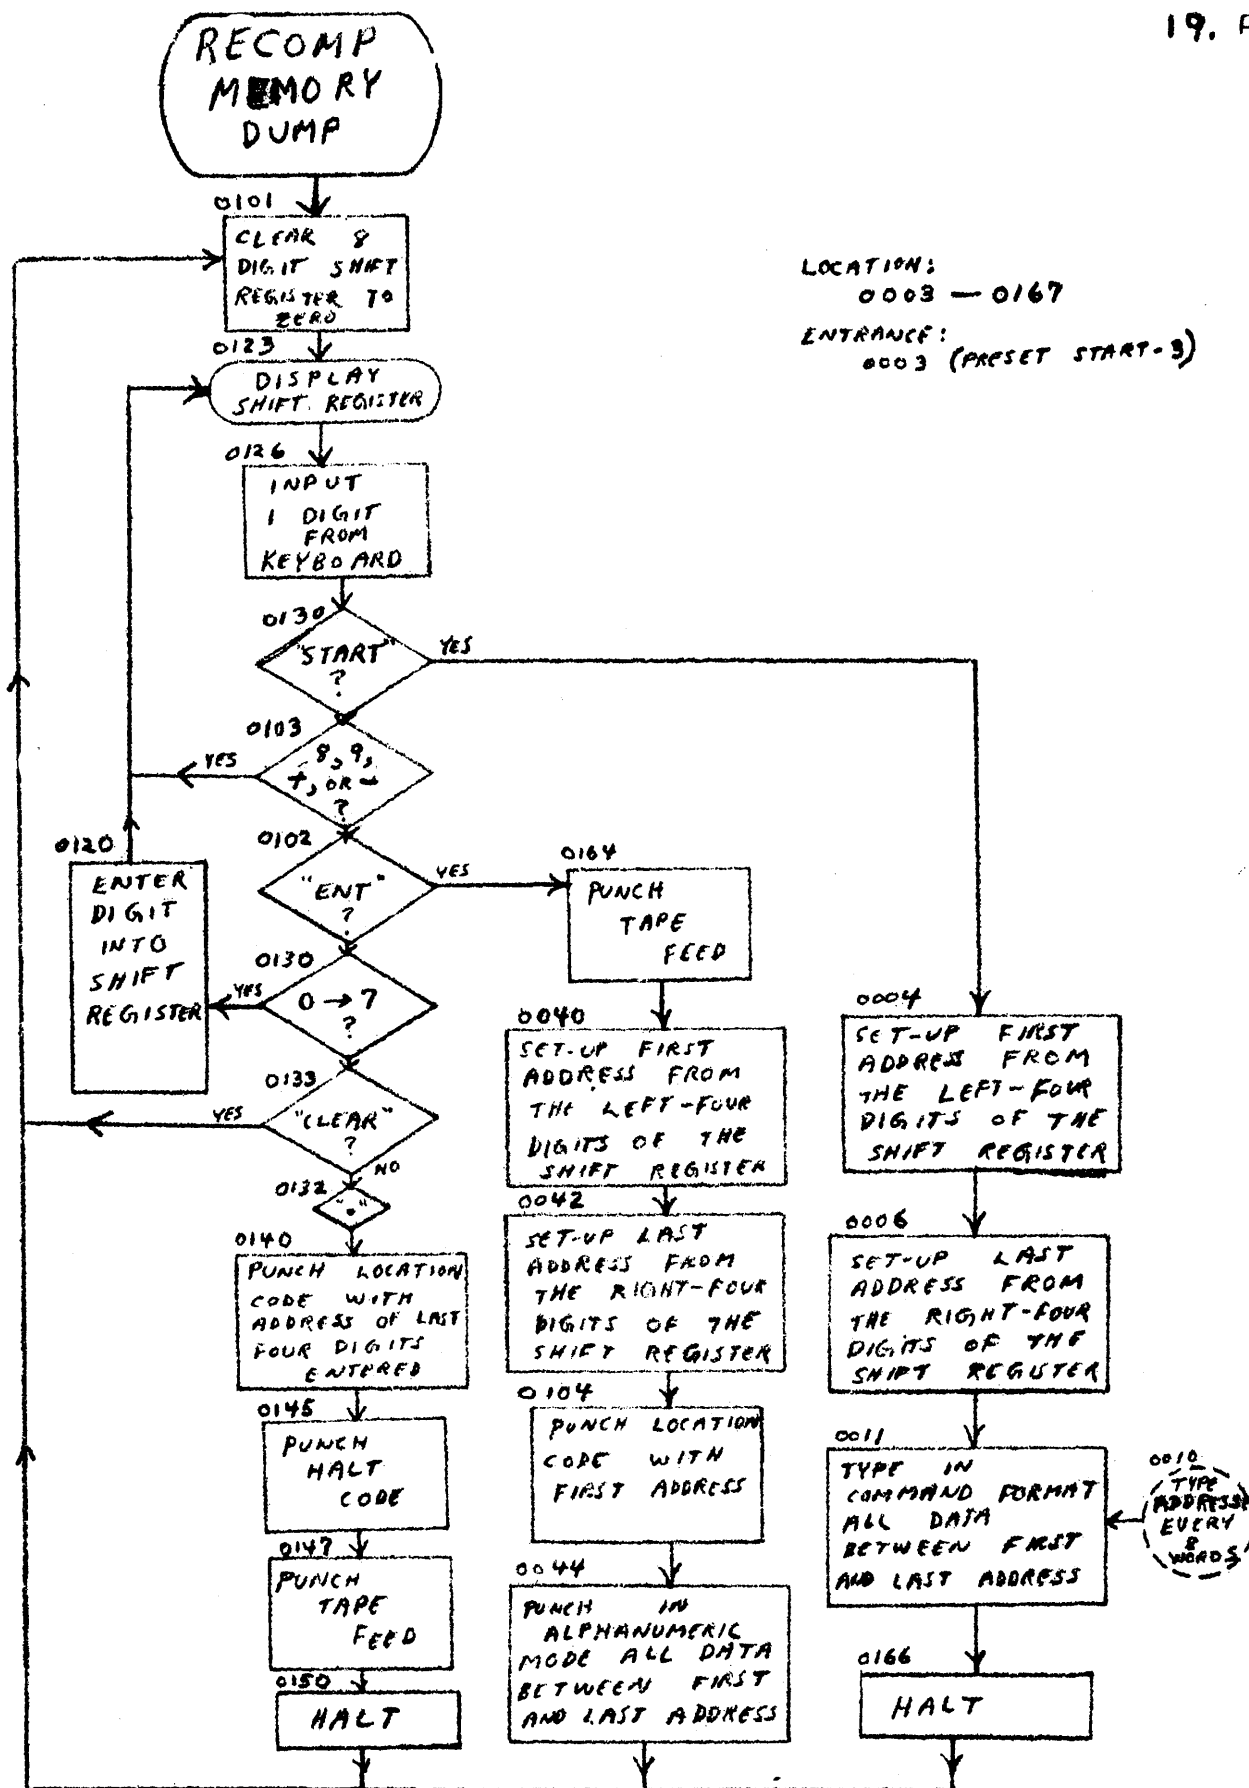 19.
RECOMP
MEMORY
DUMP
0101
CLEAR 8
DIGIT SHIFT
REGISTER TO
ZERO
LOCATION:
0003 — 0167
ENTRANCE:
0003 (PRESET START-3)
0123
DISPLAY
SHIFT REGISTER
0126
INPUT
1 DIGIT
FROM
KEYBOARD
0130
"START"
?
YES
0103
8, 9,
+, OR -
?
YES
0102
"ENT"
?
YES
0120
ENTER
DIGIT
INTO
SHIFT
REGISTER
0130
0 → 7
?
YES
0133
"CLEAR"
?
YES
NO
0132
"."
0140
PUNCH LOCATION
CODE WITH
ADDRESS OF LAST
FOUR DIGITS
ENTERED
0145
PUNCH
HALT
CODE
0147
PUNCH
TAPE
FEED
0150
HALT
0164
PUNCH
TAPE
FEED
0040
SET-UP FIRST
ADDRESS FROM
THE LEFT-FOUR
DIGITS OF THE
SHIFT REGISTER
0042
SET-UP LAST
ADDRESS FROM
THE RIGHT-FOUR
DIGITS OF THE
SHIFT REGISTER
0104
PUNCH LOCATION
CODE WITH
FIRST ADDRESS
0044
PUNCH IN
ALPHANUMERIC
MODE ALL DATA
BETWEEN FIRST
AND LAST ADDRESS
0004
SET-UP FIRST
ADDRESS FROM
THE LEFT-FOUR
DIGITS OF THE
SHIFT REGISTER
0006
SET-UP LAST
ADDRESS FROM
THE RIGHT-FOUR
DIGITS OF THE
SHIFT REGISTER
0011
TYPE IN
COMMAND FORMAT
ALL DATA
BETWEEN FIRST
AND LAST ADDRESS
0010
TYPE
ADDRESS
EVERY
8
WORDS
0166
HALT